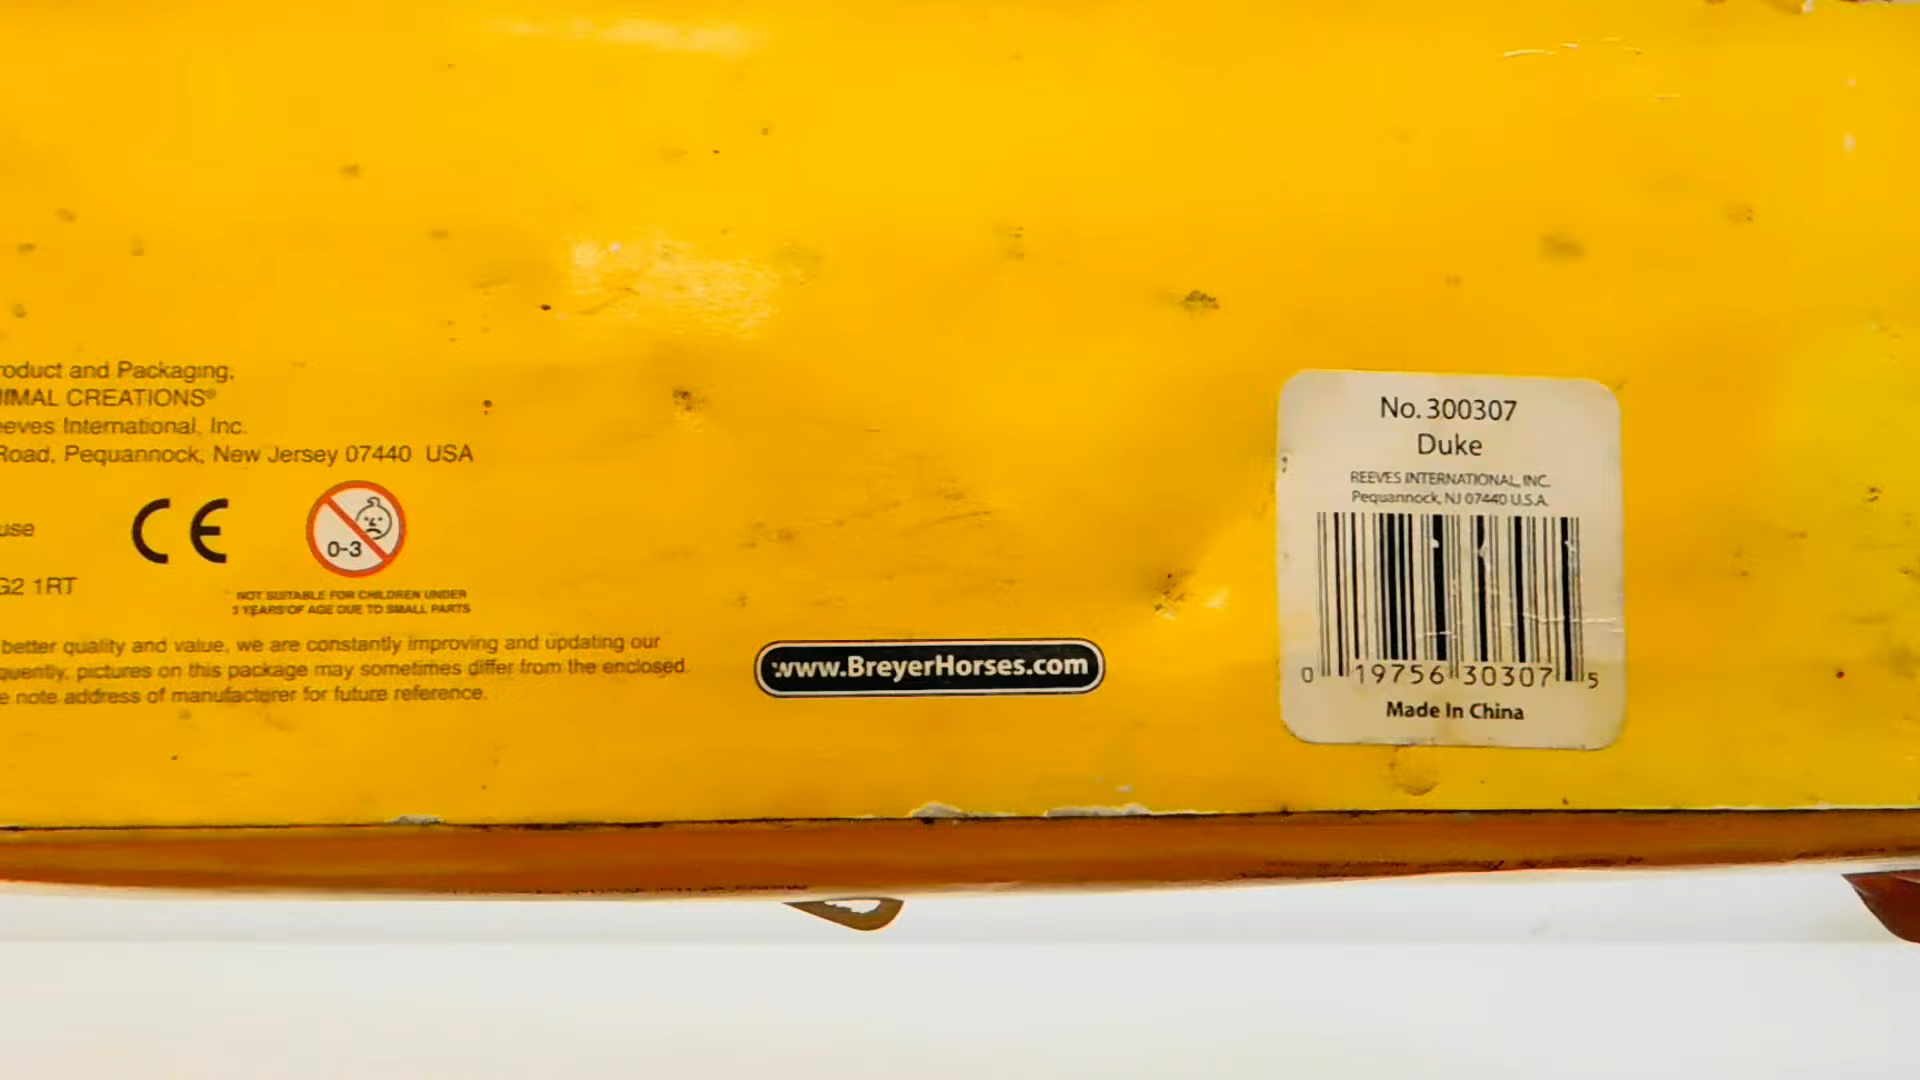 roduct and Packaging,
NIMAL CREATIONS®
eeves International, Inc.
Road, Pequannock, New Jersey 07440 USA
use
CE
0-3
G2 1RT
NOT SUITABLE FOR CHILDREN UNDER
3 YEARS OF AGE DUE TO SMALL PARTS
better quality and value, we are constantly improving and updating our
quently, pictures on this package may sometimes differ from the enclosed.
e note address of manufacturer for future reference.
www.BreyerHorses.com
No. 300307
Duke
REEVES INTERNATIONAL, INC.
Pequannock, NJ 07440 U.S.A.
0 19756 30307 5
Made In China